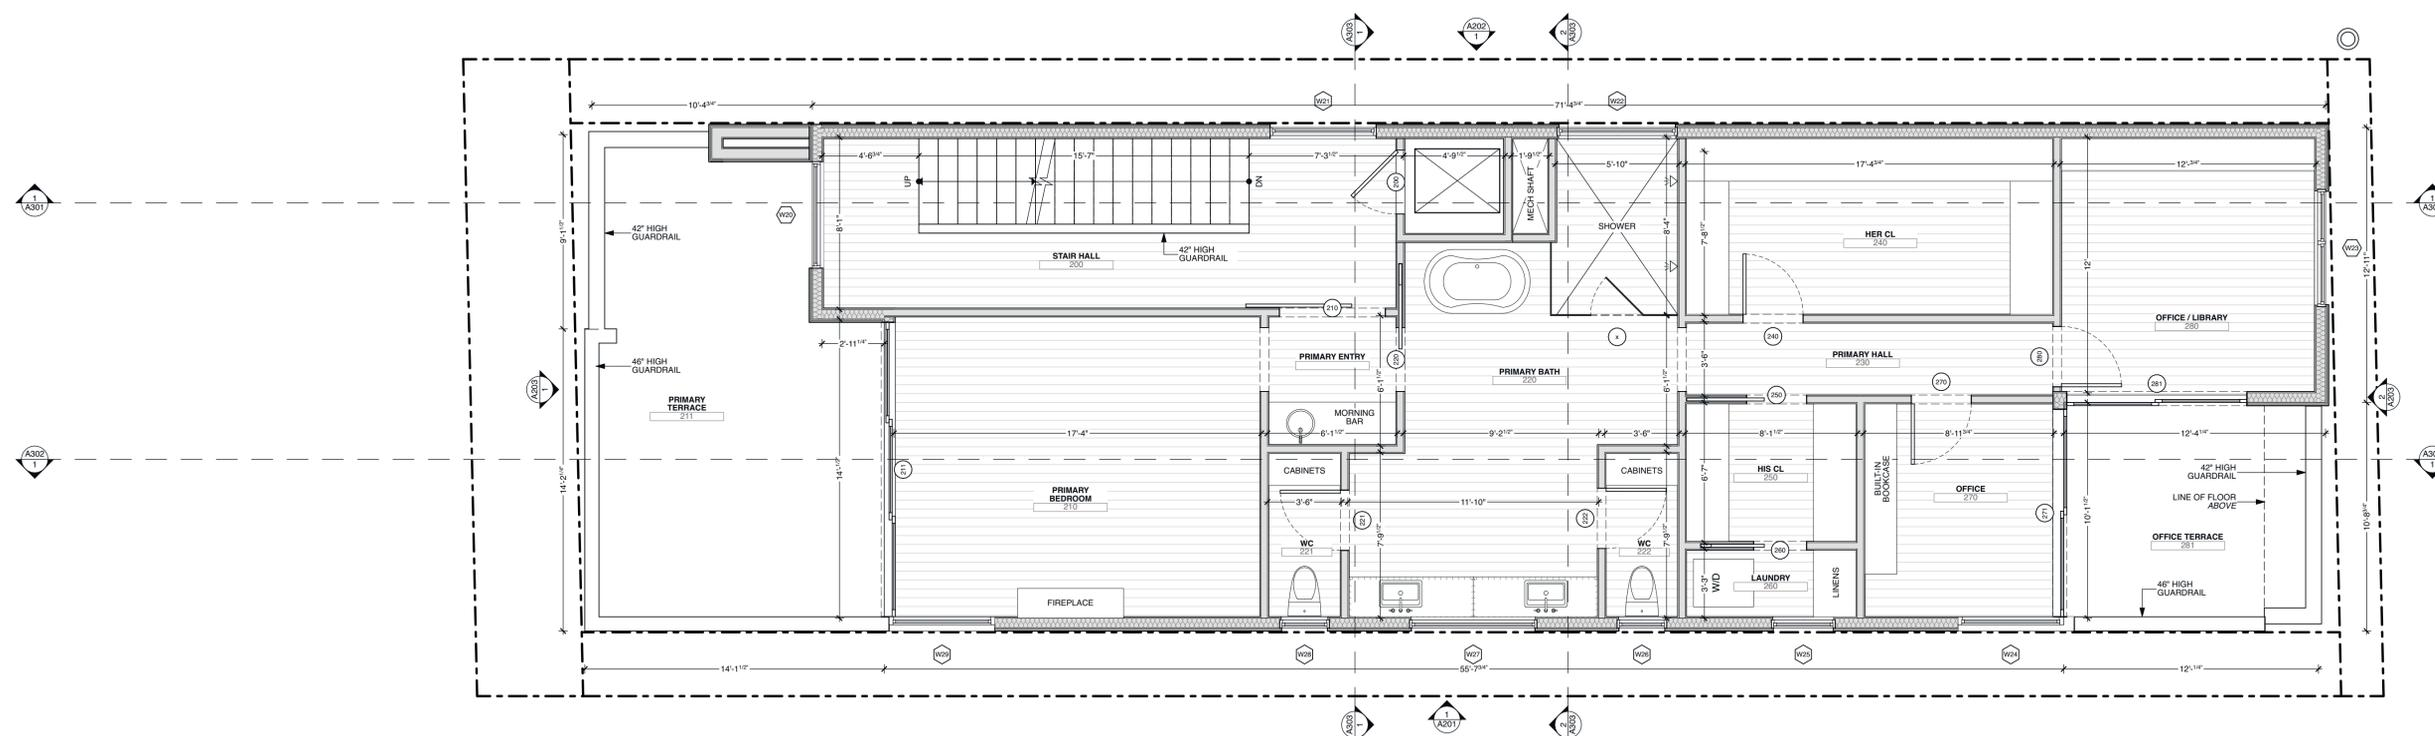 A303
1
A202
1
2
A303
10'-4 3/4"
W21
71'-4 3/4"
W22
4'-6 3/4"
15'-7"
7'-3 1/2"
4'-9 1/2"
1'-9 1/2"
5'-10"
17'-4 3/4"
12'- 3/4"
UP
DN
200
MECH SHAFT
1
A301
W20
8'-1"
9'-1 1/2"
42" HIGH
GUARDRAIL
42" HIGH
GUARDRAIL
STAIR HALL
200
SHOWER
8'-4"
7'-8 1/2"
HER CL
240
12'
W23
12'-11"
210
x
240
OFFICE / LIBRARY
280
2'-11 1/4"
46" HIGH
GUARDRAIL
PRIMARY ENTRY
220
6'-1 1/2"
PRIMARY BATH
220
6'-1 1/2"
3'-6"
PRIMARY HALL
230
280
A203
1
PRIMARY
TERRACE
211
270
281
250
2
A203
MORNING
BAR
17'-4"
6'-1 1/2"
9'-2 1/2"
3'-6"
8'-1 1/2"
8'-11 3/4"
12'-4 1/4"
A302
1
211
14'-2 1/4"
14'-1 1/2"
CABINETS
CABINETS
6'-7"
HIS CL
250
BUILT-IN
BOOKCASE
42" HIGH
GUARDRAIL
PRIMARY
BEDROOM
210
3'-6"
11'-10"
OFFICE
270
LINE OF FLOOR
ABOVE
221
222
271
10'-1 1/2"
10'-8 3/4"
WC
221
7'-9 1/2"
WC
222
7'-9 1/2"
260
OFFICE TERRACE
281
FIREPLACE
3'-3"
W/D
LAUNDRY
260
LINENS
46" HIGH
GUARDRAIL
W29
W28
W27
W26
W25
W24
14'-1 1/2"
55'-7 3/4"
12'- 1/4"
A303
1
1
A201
2
A303